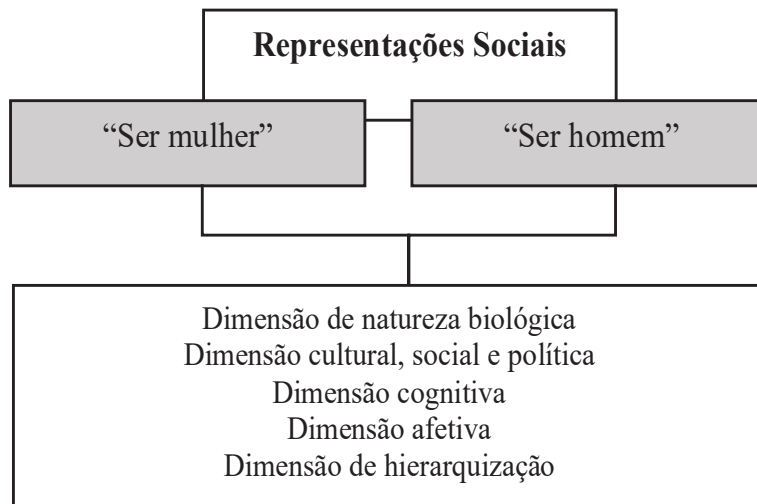 Representações Sociais
“Ser mulher”
“Ser homem”
Dimensão de natureza biológica
Dimensão cultural, social e política
Dimensão cognitiva
Dimensão afetiva
Dimensão de hierarquização